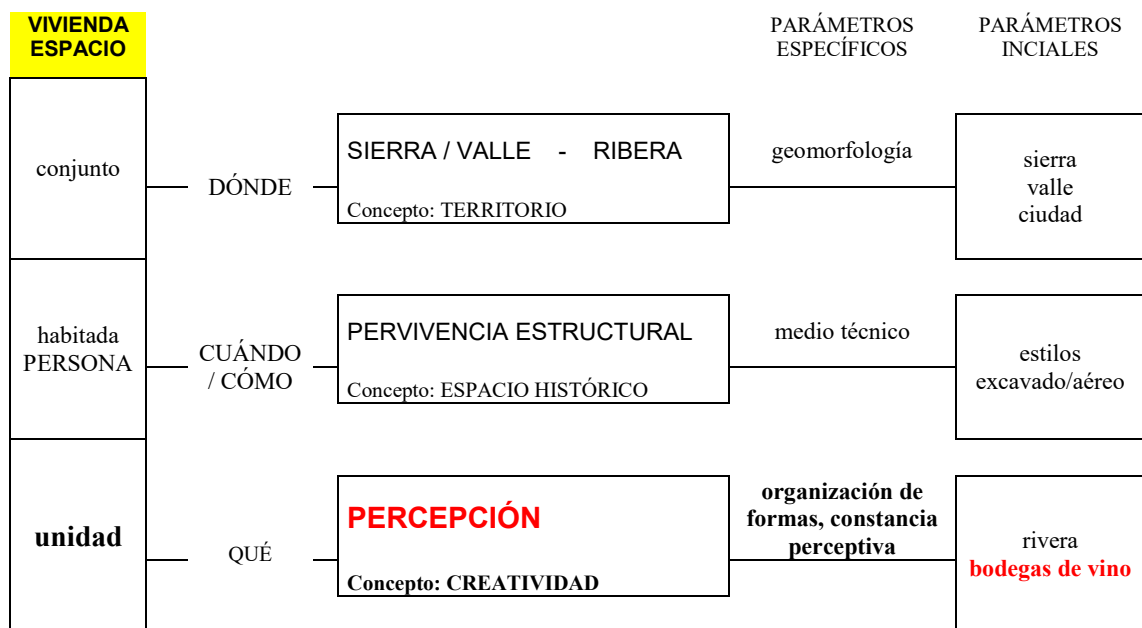 VIVIENDA
ESPACIO
PARÁMETROS
ESPECÍFICOS
PARÁMETROS
INCIALES
conjunto
DÓNDE
SIERRA / VALLE - RIBERA
Concepto: TERRITORIO
geomorfología
sierra
valle
ciudad
habitada
PERSONA
CUÁNDO
/ CÓMO
PERVIVENCIA ESTRUCTURAL
Concepto: ESPACIO HISTÓRICO
medio técnico
estilos
excavado/aéreo
unidad
QUÉ
PERCEPCIÓN
Concepto: CREATIVIDAD
organización de
formas, constancia
perceptiva
rivera
bodegas de vino